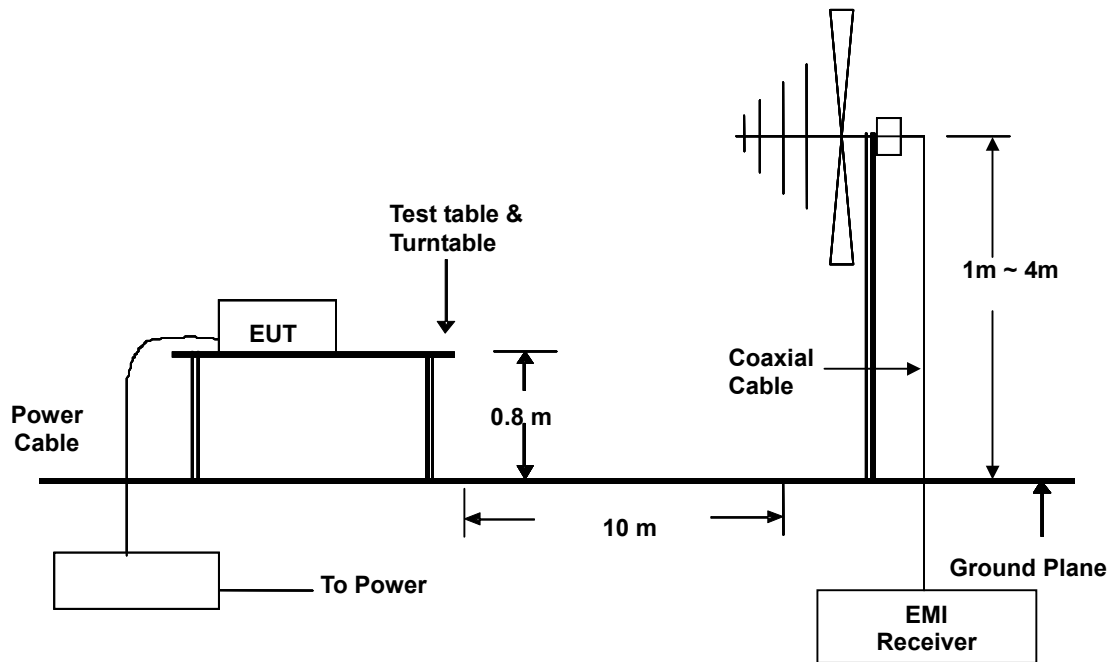 Test table &
Turntable
EUT
1m ~ 4m
Coaxial
Cable
0.8 m
Power
Cable
10 m
To Power
Ground Plane
EMI
Receiver